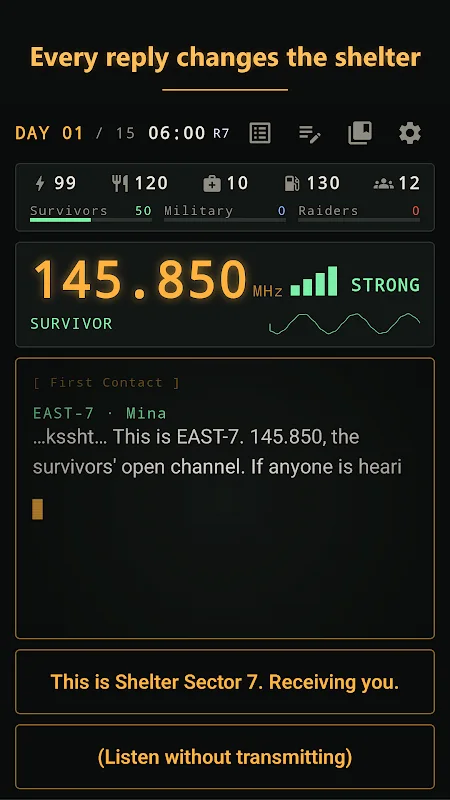 Every reply changes the shelter
DAY 01 / 15 06:00 R7
99 120 10 130 12
Survivors 50 Military 0 Raiders 0
145.850 MHz STRONG
SURVIVOR
[ First Contact ]
EAST-7 · Mina
…kssht… This is EAST-7. 145.850, the
survivors' open channel. If anyone is heari
This is Shelter Sector 7. Receiving you.
(Listen without transmitting)